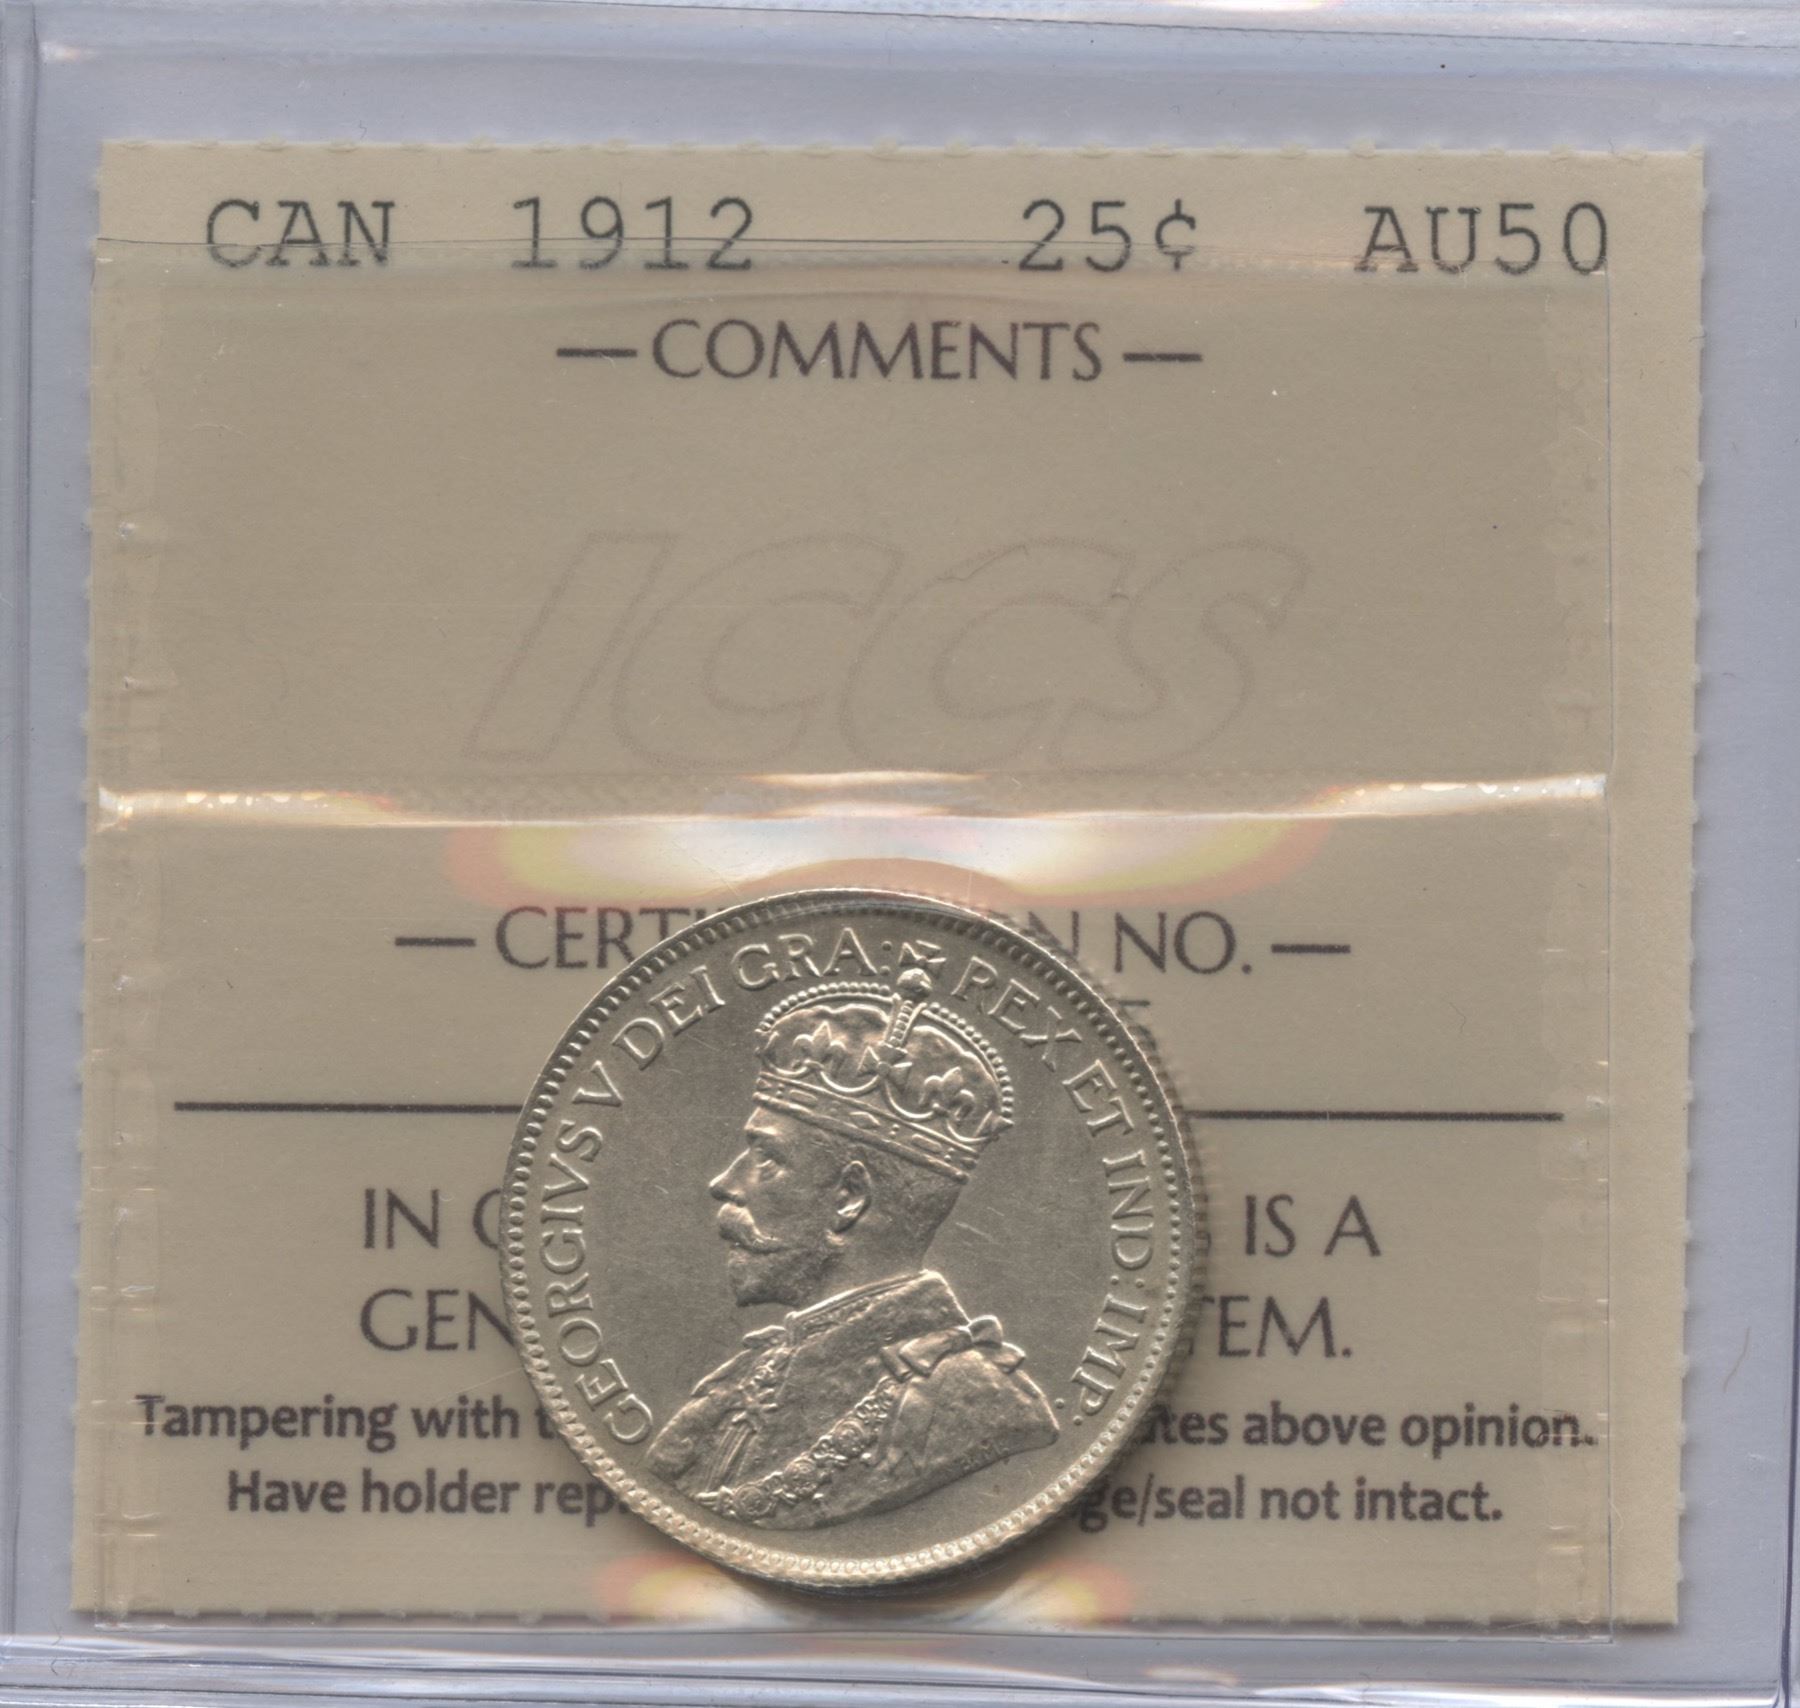 CAN 1912 25¢ AU50
— COMMENTS —
ICCS
— CERTI N NO. —
GEORGIVS V DEI GRA: REX ET IND: IMP:
IN IS A
GEN TEM.
Tampering with t tes above opinion.
Have holder rep ge/seal not intact.